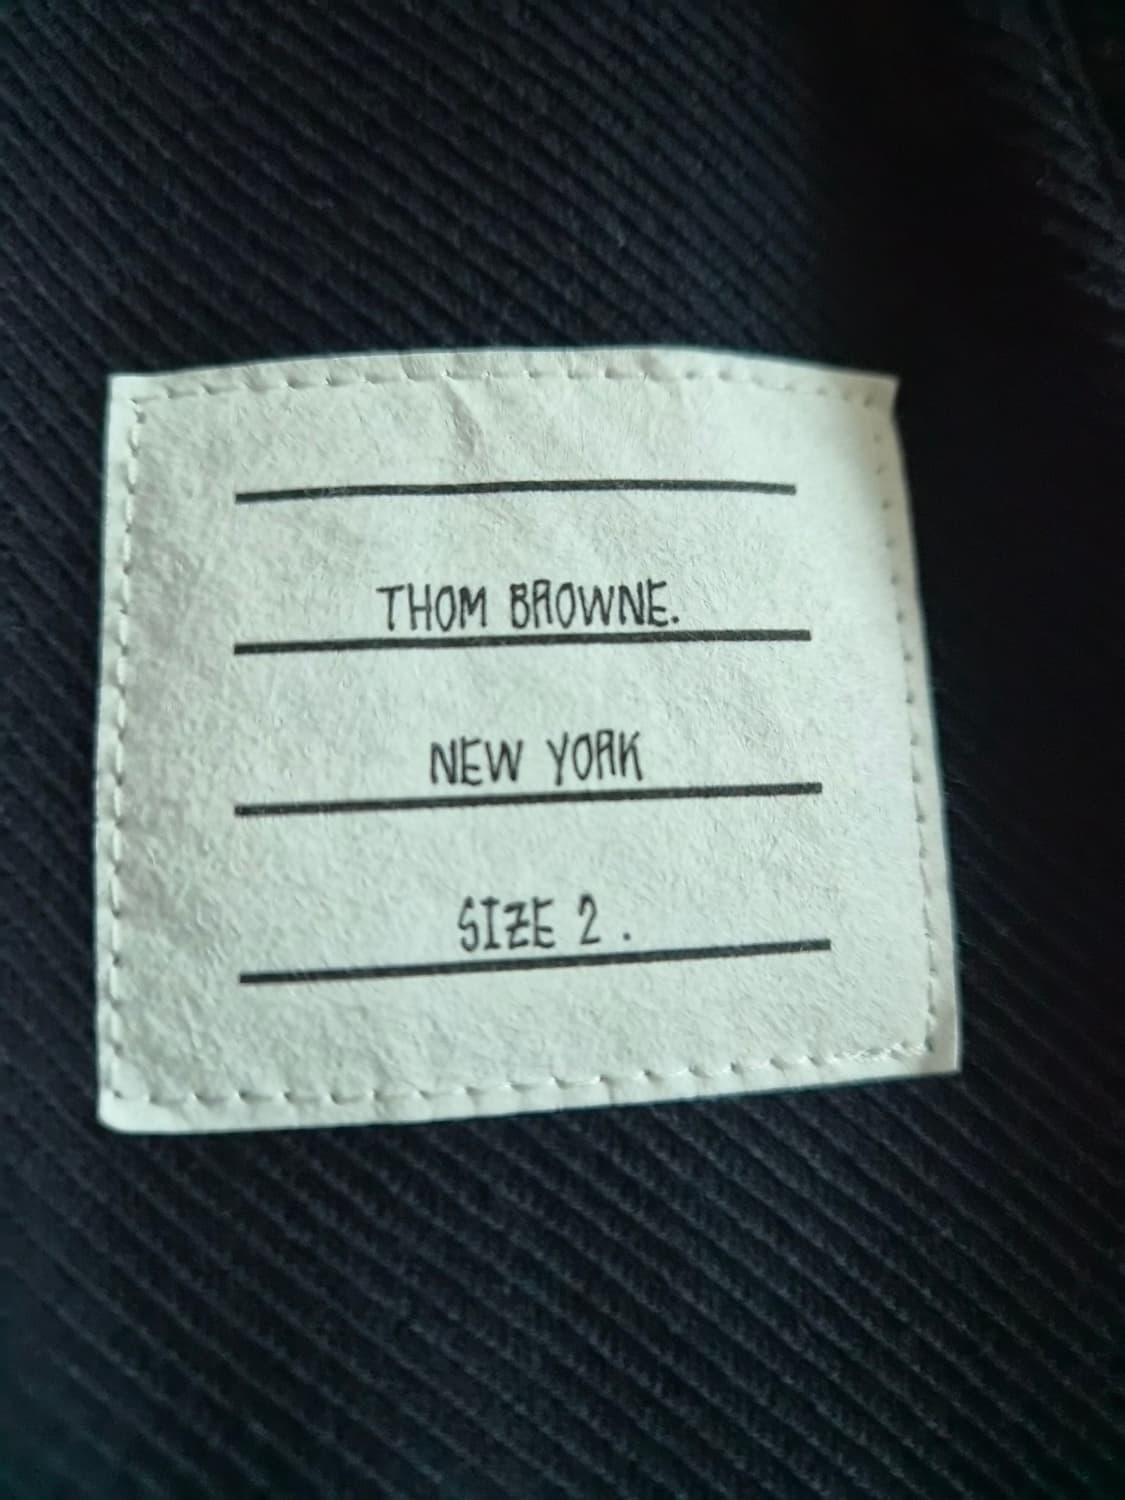 THOM BROWNE.
NEW YORK
SIZE 2 .